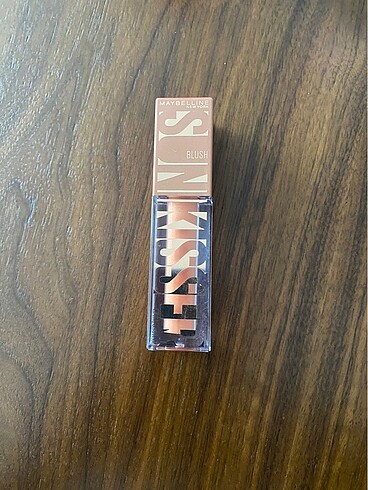 MAYBELLINE
NEW YORK
SUN
BLUSH
KISSER